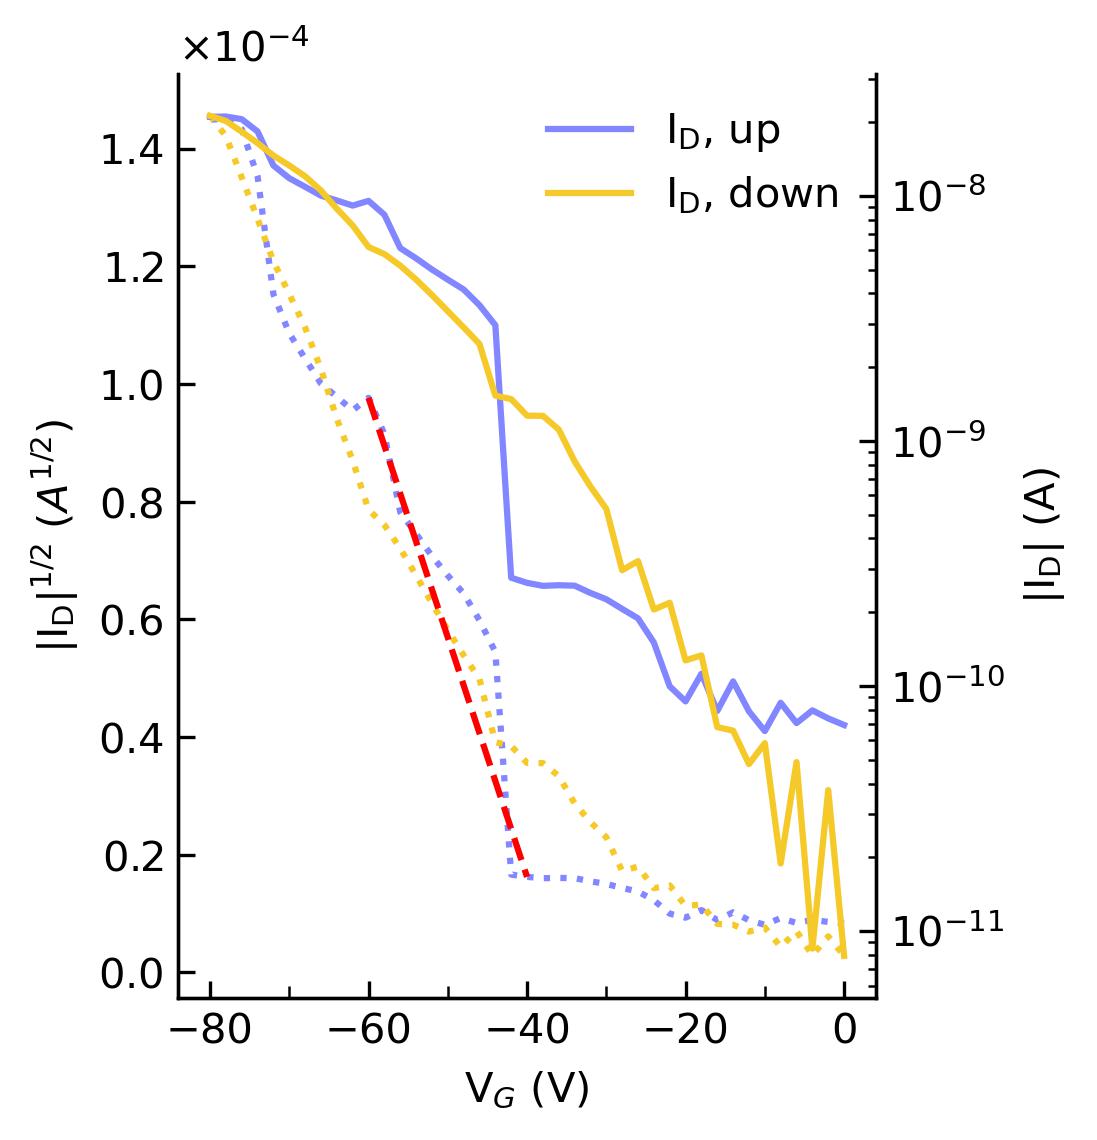 ×10⁻⁴
I_D, up
I_D, down
1.4
1.2
1.0
0.8
0.6
0.4
0.2
0.0
|I_D|^{1/2} (A^{1/2})
10⁻⁸
10⁻⁹
10⁻¹⁰
10⁻¹¹
|I_D| (A)
−80 −60 −40 −20 0
V_G (V)